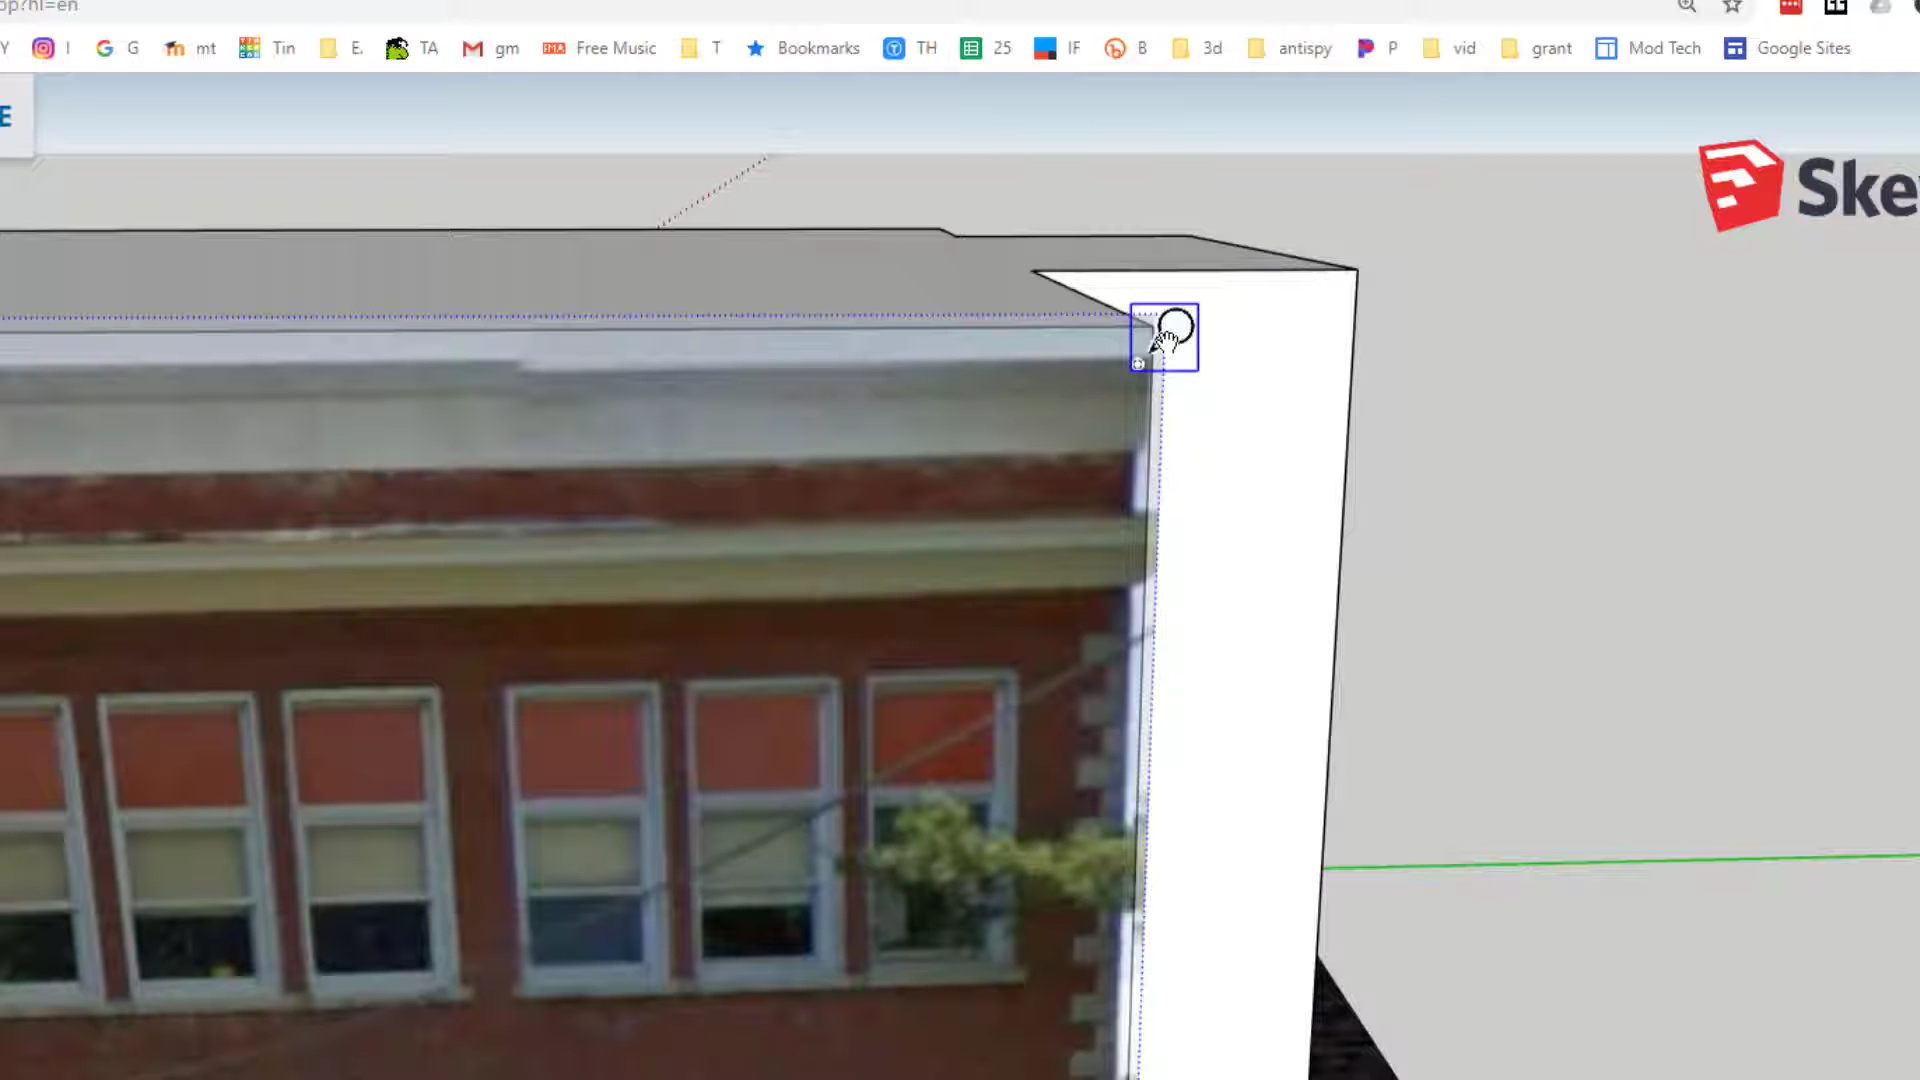 op?hl=en
Y I G mt Tin E. TA gm Free Music T Bookmarks TH 25 IF B 3d antispy P vid grant Mod Tech Google Sites
E
Ske